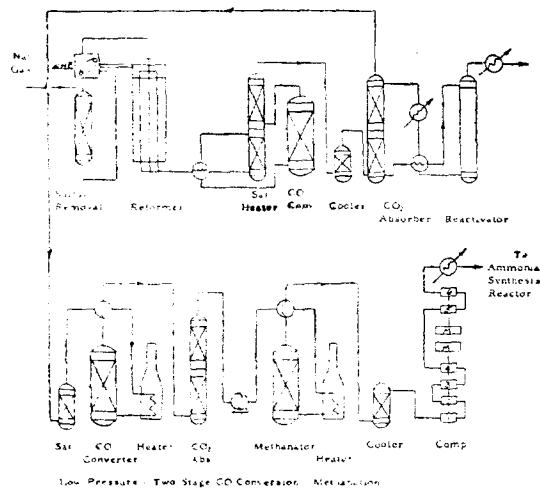 Nat
Gas
Removal
Reformer
Sat
Heater
CO
Conv
Cooler
CO2
Absorber
Reactivator
To
Ammonia
Synthesis
Reactor
Sat
CO
Converter
Heater
CO2
Abs
Methanator
Heater
Cooler
Comp
Low Pressure - Two Stage CO Conversion, Methanation